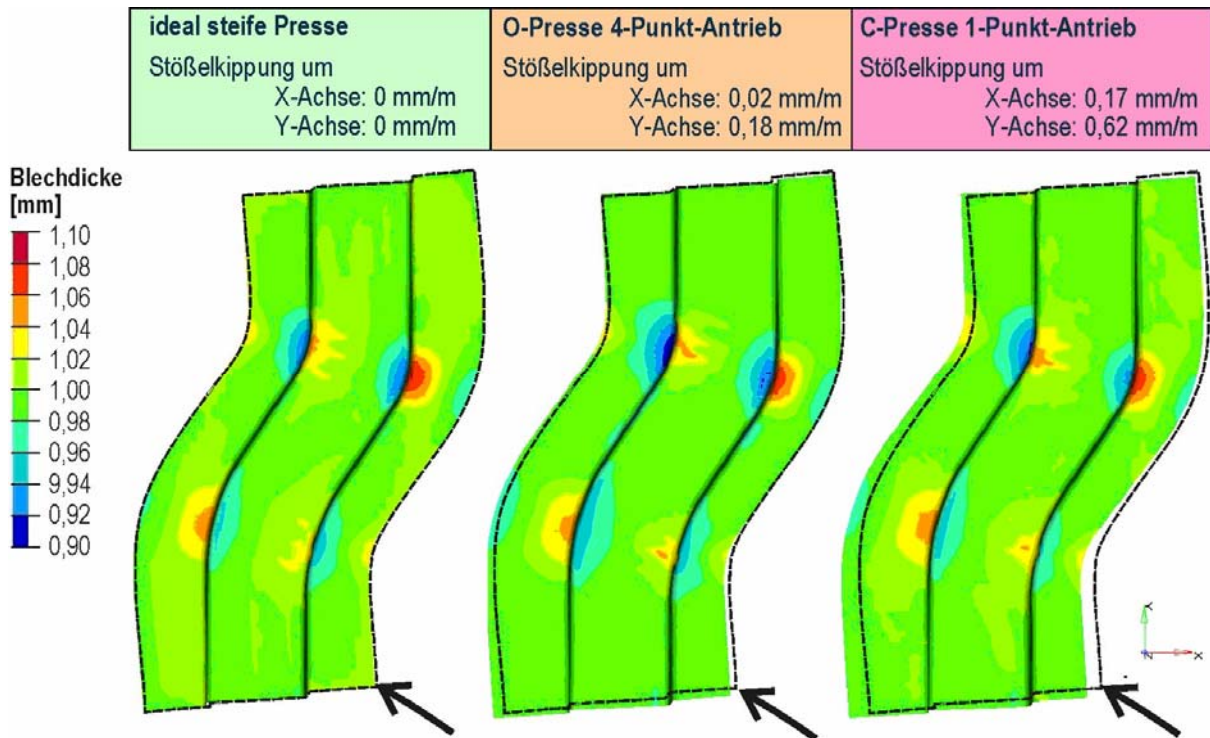 ideal steife Presse
Stößelkippung um
X-Achse: 0 mm/m
Y-Achse: 0 mm/m
O-Presse 4-Punkt-Antrieb
Stößelkippung um
X-Achse: 0,02 mm/m
Y-Achse: 0,18 mm/m
C-Presse 1-Punkt-Antrieb
Stößelkippung um
X-Achse: 0,17 mm/m
Y-Achse: 0,62 mm/m
Blechdicke
[mm]
1,10
1,08
1,06
1,04
1,02
1,00
0,98
0,96
9,94
0,92
0,90
Y
Z X